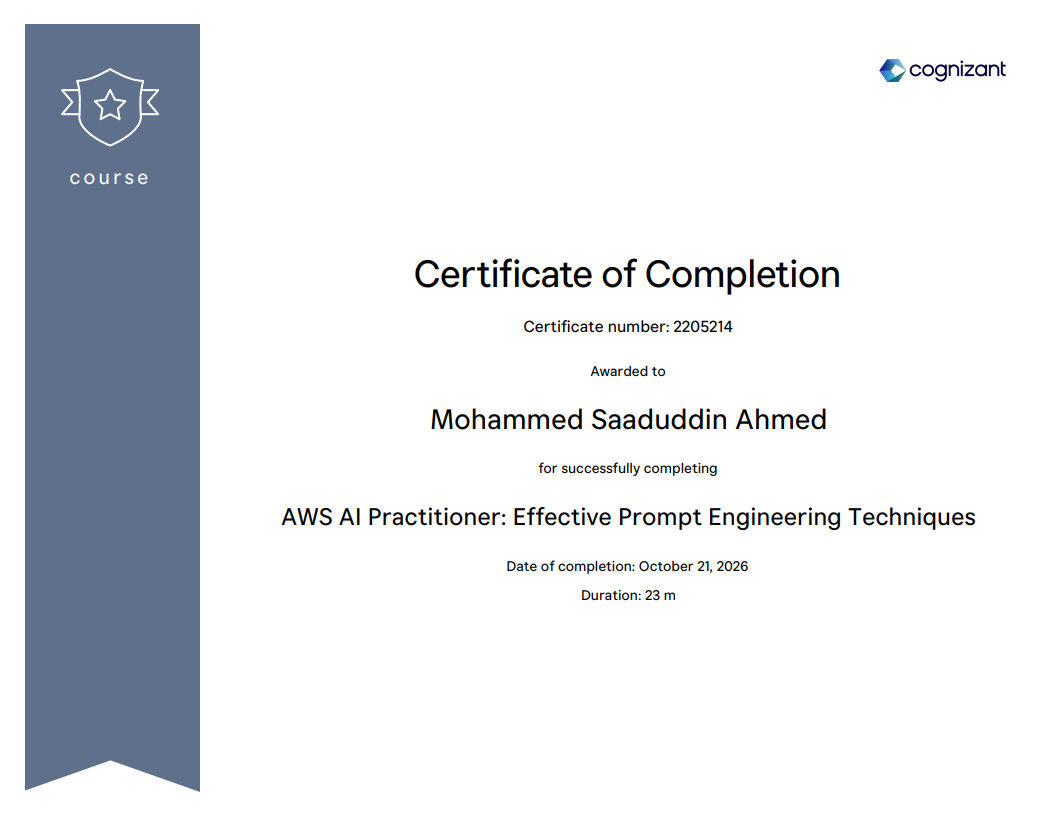 course
cognizant
Certificate of Completion
Certificate number: 2205214
Awarded to
Mohammed Saaduddin Ahmed
for successfully completing
AWS AI Practitioner: Effective Prompt Engineering Techniques
Date of completion: October 21, 2026
Duration: 23 m